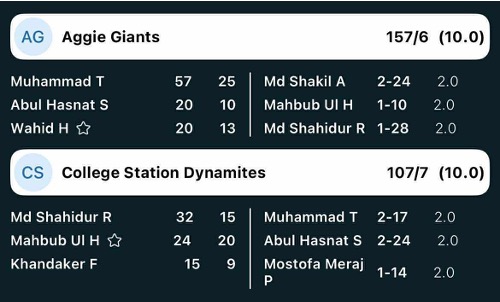 AG Aggie Giants 157/6 (10.0)
Muhammad T 57 25 Md Shakil A 2-24 2.0
Abul Hasnat S 20 10 Mahbub Ul H 1-10 2.0
Wahid H ☆ 20 13 Md Shahidur R 1-28 2.0
CS College Station Dynamites 107/7 (10.0)
Md Shahidur R 32 15 Muhammad T 2-17 2.0
Mahbub Ul H ☆ 24 20 Abul Hasnat S 2-24 2.0
Khandaker F 15 9 Mostofa Meraj
P 1-14 2.0